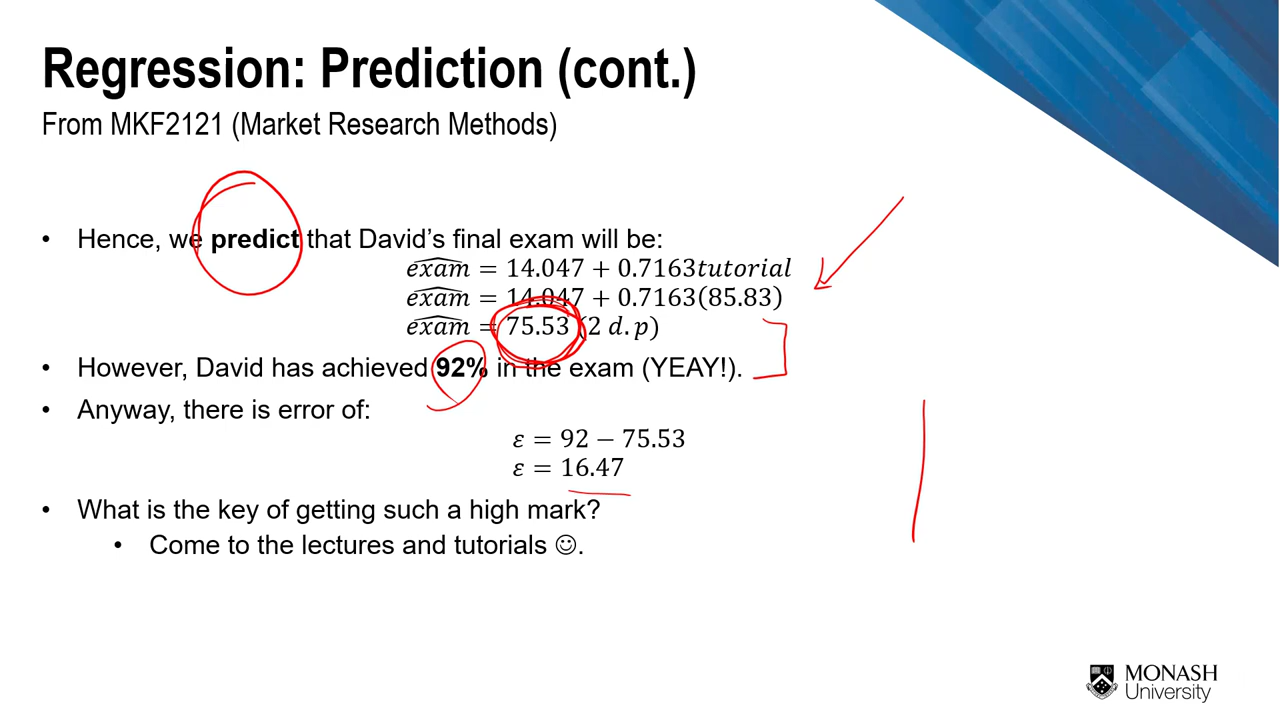 Regression: Prediction (cont.)
From MKF2121 (Market Research Methods)
• Hence, we predict that David’s final exam will be:
\widehat{exam} = 14.047 + 0.7163tutorial
\widehat{exam} = 14.047 + 0.7163(85.83)
\widehat{exam} = 75.53 (2 d.p)
• However, David has achieved 92% in the exam (YEAY!).
• Anyway, there is error of:
ε = 92 − 75.53
ε = 16.47
• What is the key of getting such a high mark?
• Come to the lectures and tutorials ☺.
MONASH
University